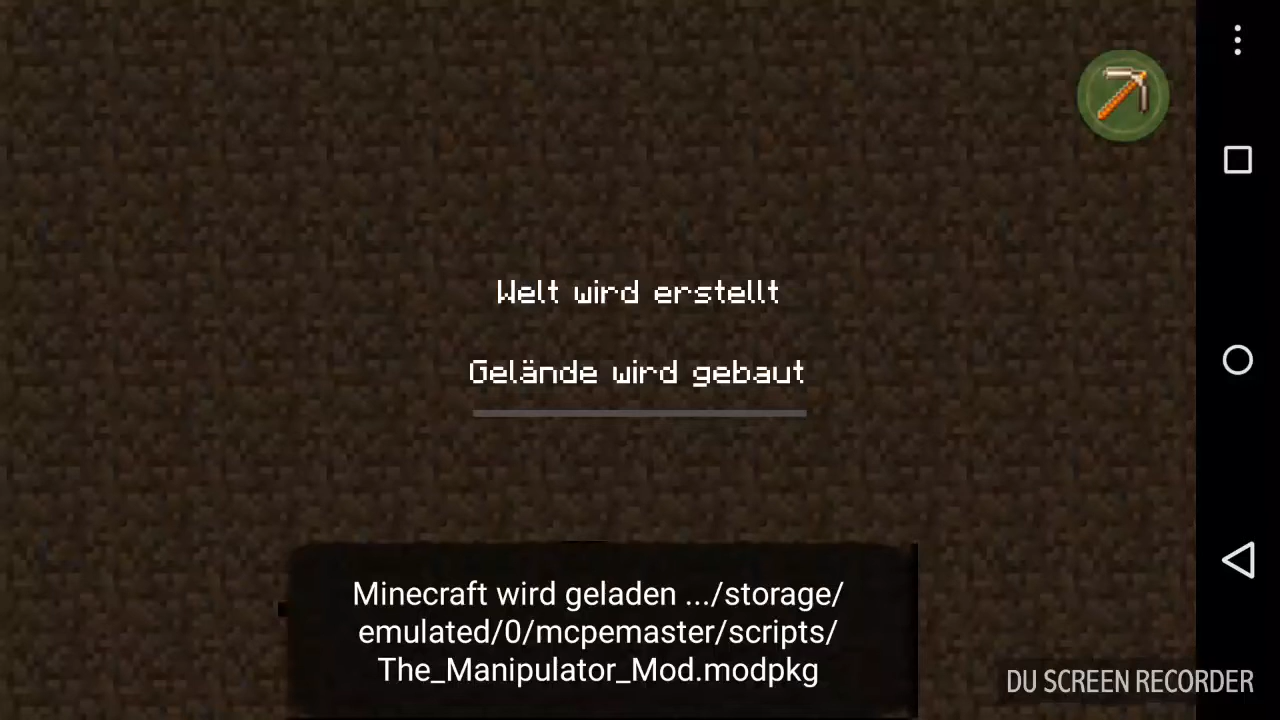 Welt wird erstellt
Gelände wird gebaut
Minecraft wird geladen .../storage/
emulated/0/mcpemaster/scripts/
The_Manipulator_Mod.modpkg
DU SCREEN RECORDER